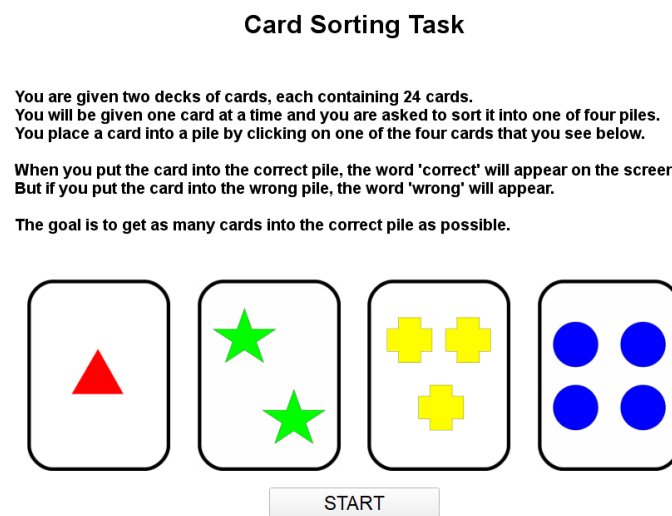 Card Sorting Task
You are given two decks of cards, each containing 24 cards.
You will be given one card at a time and you are asked to sort it into one of four piles.
You place a card into a pile by clicking on one of the four cards that you see below.
When you put the card into the correct pile, the word 'correct' will appear on the screen
But if you put the card into the wrong pile, the word 'wrong' will appear.
The goal is to get as many cards into the correct pile as possible.
START